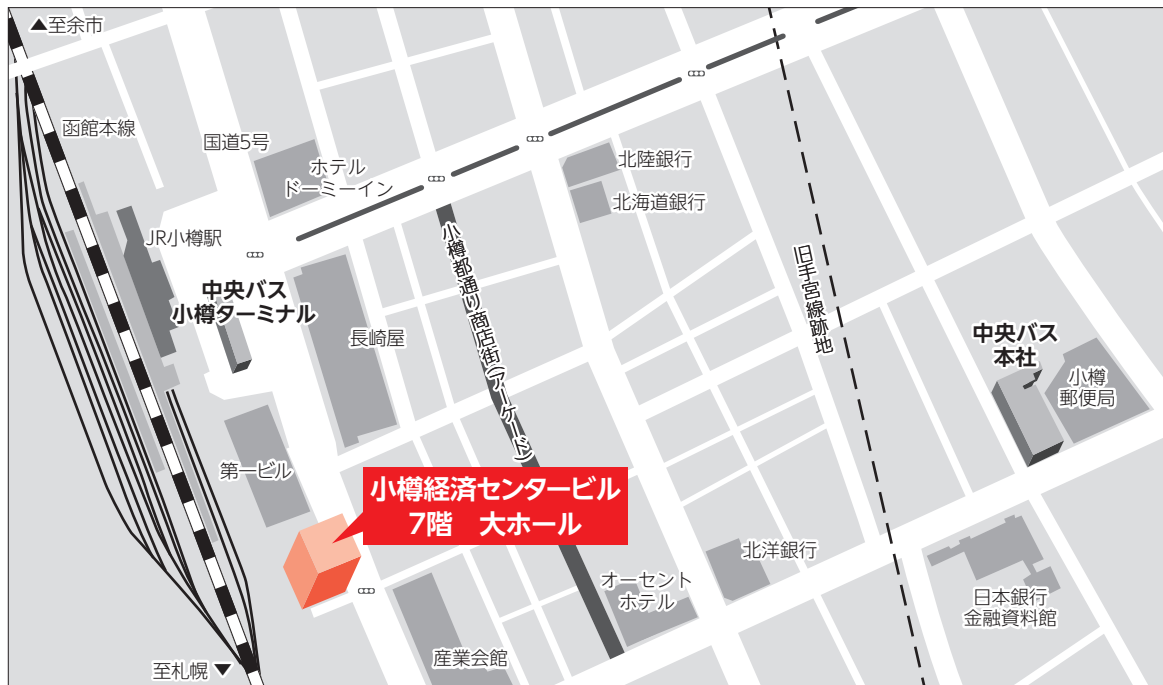 ▲至余市
函館本線
国道5号
ホテル
ドーミーイン
北陸銀行
北海道銀行
JR小樽駅
中央バス
小樽ターミナル
長崎屋
小樽都通り商店街(アーケード)
旧手宮線跡地
中央バス
本社
小樽
郵便局
第一ビル
小樽経済センタービル
7階 大ホール
北洋銀行
オーセント
ホテル
日本銀行
金融資料館
産業会館
至札幌▼